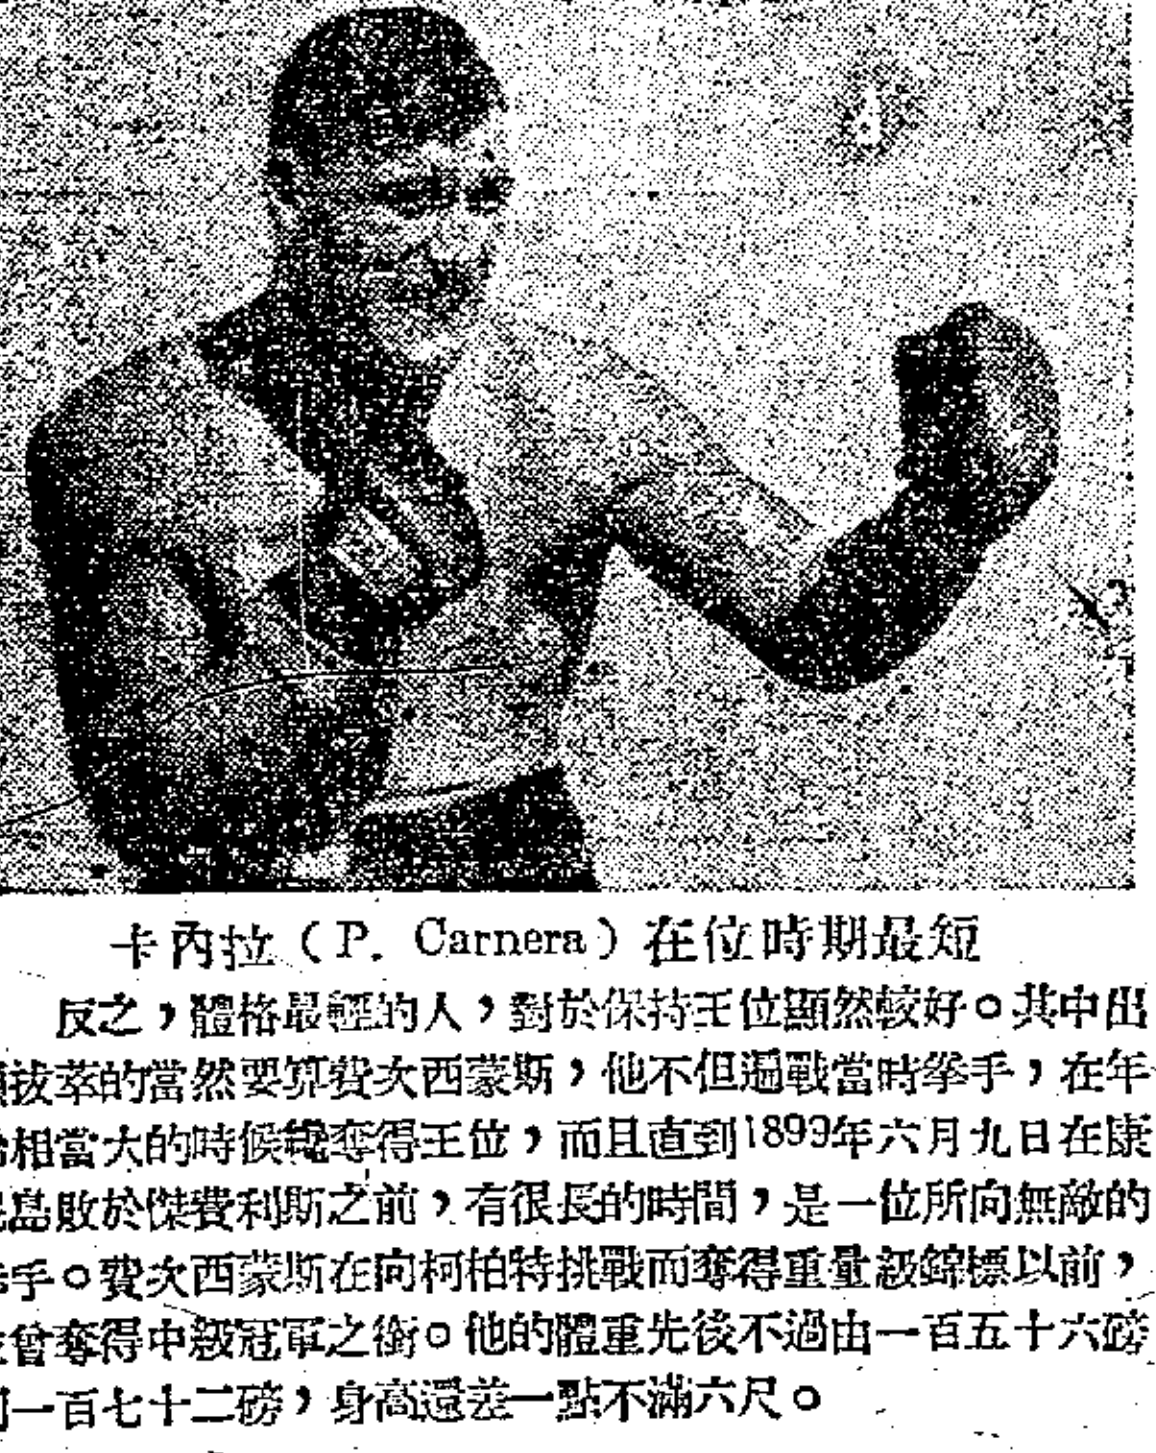 卡內拉（P. Carnera）在位時期最短
反之，體格最輕的人，對於保持王位顯然較好。其中出
拔萃的當然要算費次西蒙斯，他不但遍戰當時拳手，在年
相當大的時候纔奪得王位，而且直到1899年六月九日在康
島敗於傑費利斯之前，有很長的時間，是一位所向無敵的
手。費次西蒙斯在向柯柏特挑戰而奪得重量級錦標以前，
曾奪得中級冠軍之銜。他的體重先後不過由一百五十六磅
一百七十二磅，身高還差一點不滿六尺。